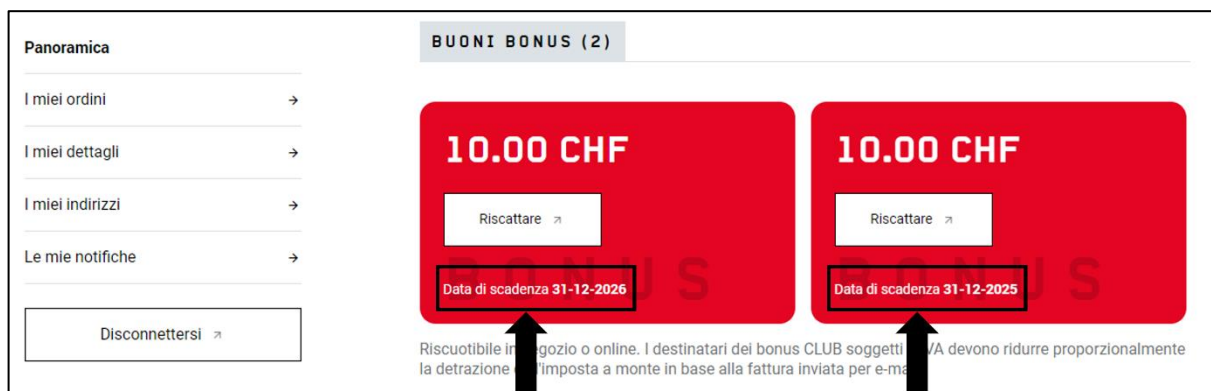 Panoramica
I miei ordini
I miei dettagli
I miei indirizzi
Le mie notifiche
Disconnettersi
BUONI BONUS (2)
10.00 CHF
Riscattare
BONUS
Data di scadenza 31-12-2026
10.00 CHF
Riscattare
BONUS
Data di scadenza 31-12-2025
Riscuotibile in negozio o online. I destinatari dei bonus CLUB soggetti devono ridurre proporzionalmente
la detrazione dell'imposta a monte in base alla fattura inviata per